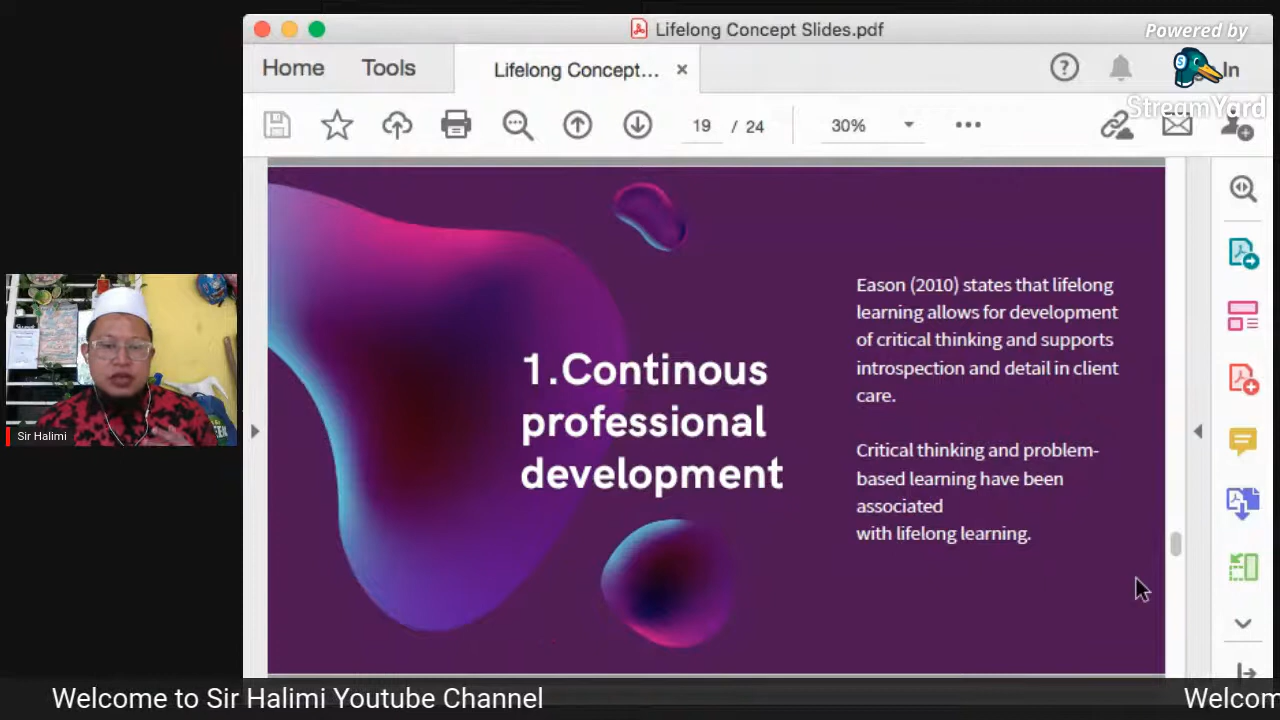 Lifelong Concept Slides.pdf
Powered by
Home
Tools
Lifelong Concept...
In
StreamYard
19 / 24
30%
Eason (2010) states that lifelong
learning allows for development
of critical thinking and supports
introspection and detail in client
care.
1.Continous
professional
development
Critical thinking and problem-
based learning have been
associated
with lifelong learning.
Sir Halimi
Welcome to Sir Halimi Youtube Channel
Welcom